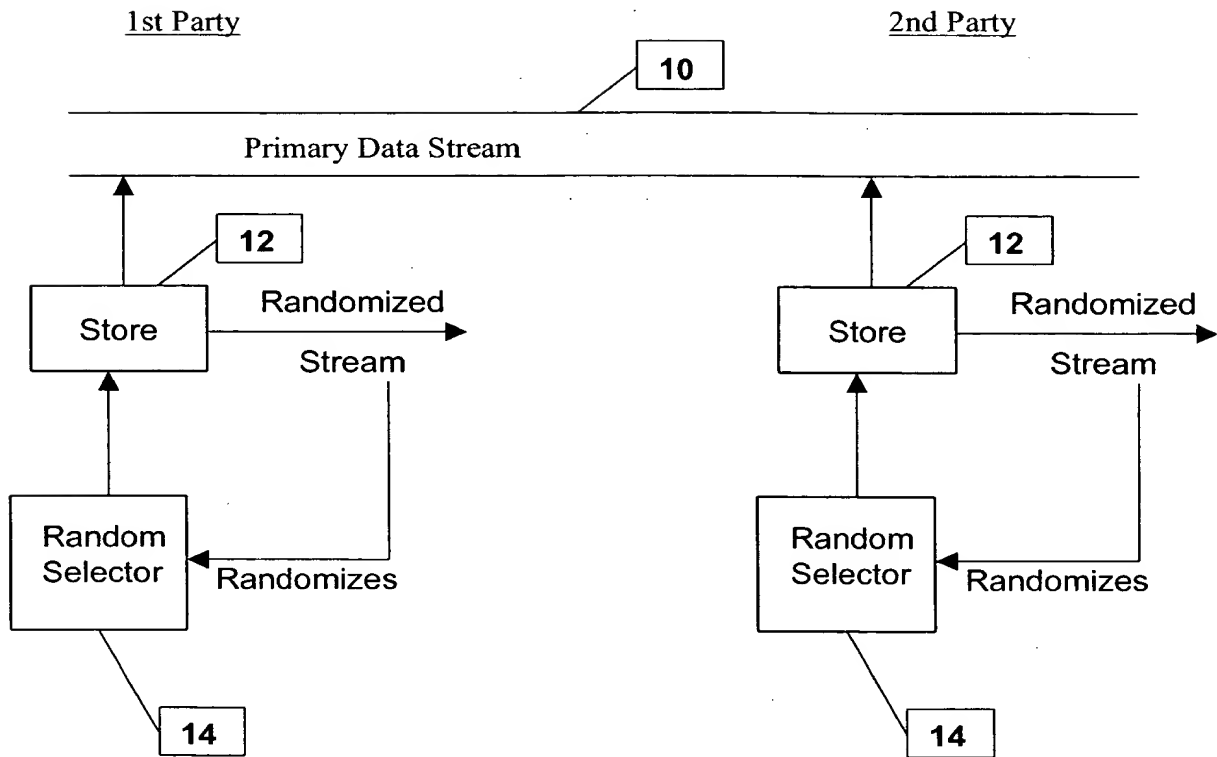 1st Party
2nd Party
10
Primary Data Stream
12
12
Store
Randomized
Stream
Store
Randomized
Stream
Random
Selector
Randomizes
Random
Selector
Randomizes
14
14